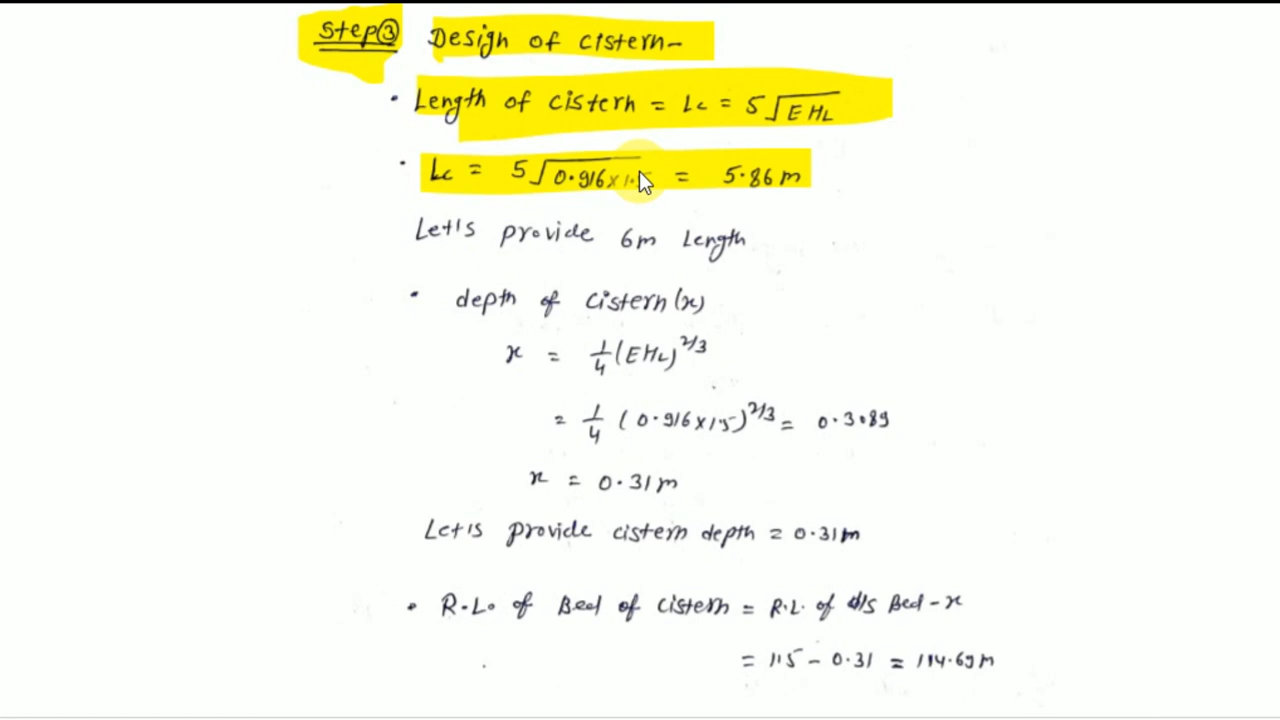 Step③ Design of cistern-
• Length of cistern = Lc = 5√EHL
• Lc = 5√0.916×1.5 = 5.86 m
Let's provide 6m Length
• depth of cistern (x)
x = 1/4 (EHL)^2/3
= 1/4 (0.916×1.5)^2/3 = 0.3089
x = 0.31 m
Let's provide cistern depth = 0.31m
• R.L. of Bed of cistern = R.L. of d/s Bed - x
= 115 - 0.31 = 114.69 m